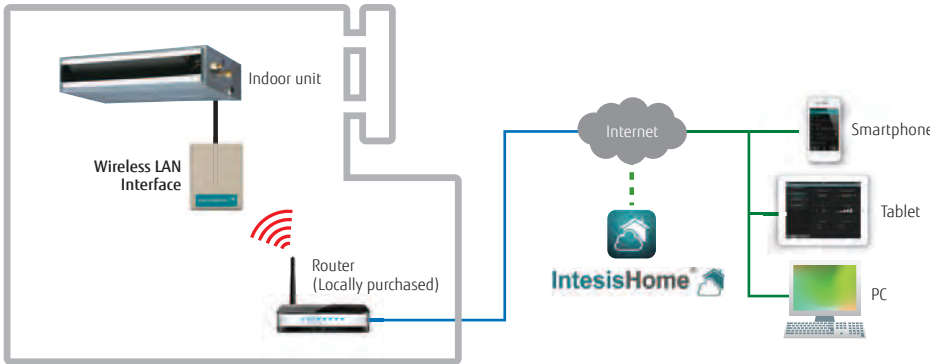 Indoor unit
Wireless LAN
Interface
Router
(Locally purchased)
Internet
IntesisHome®
Smartphone
Tablet
PC